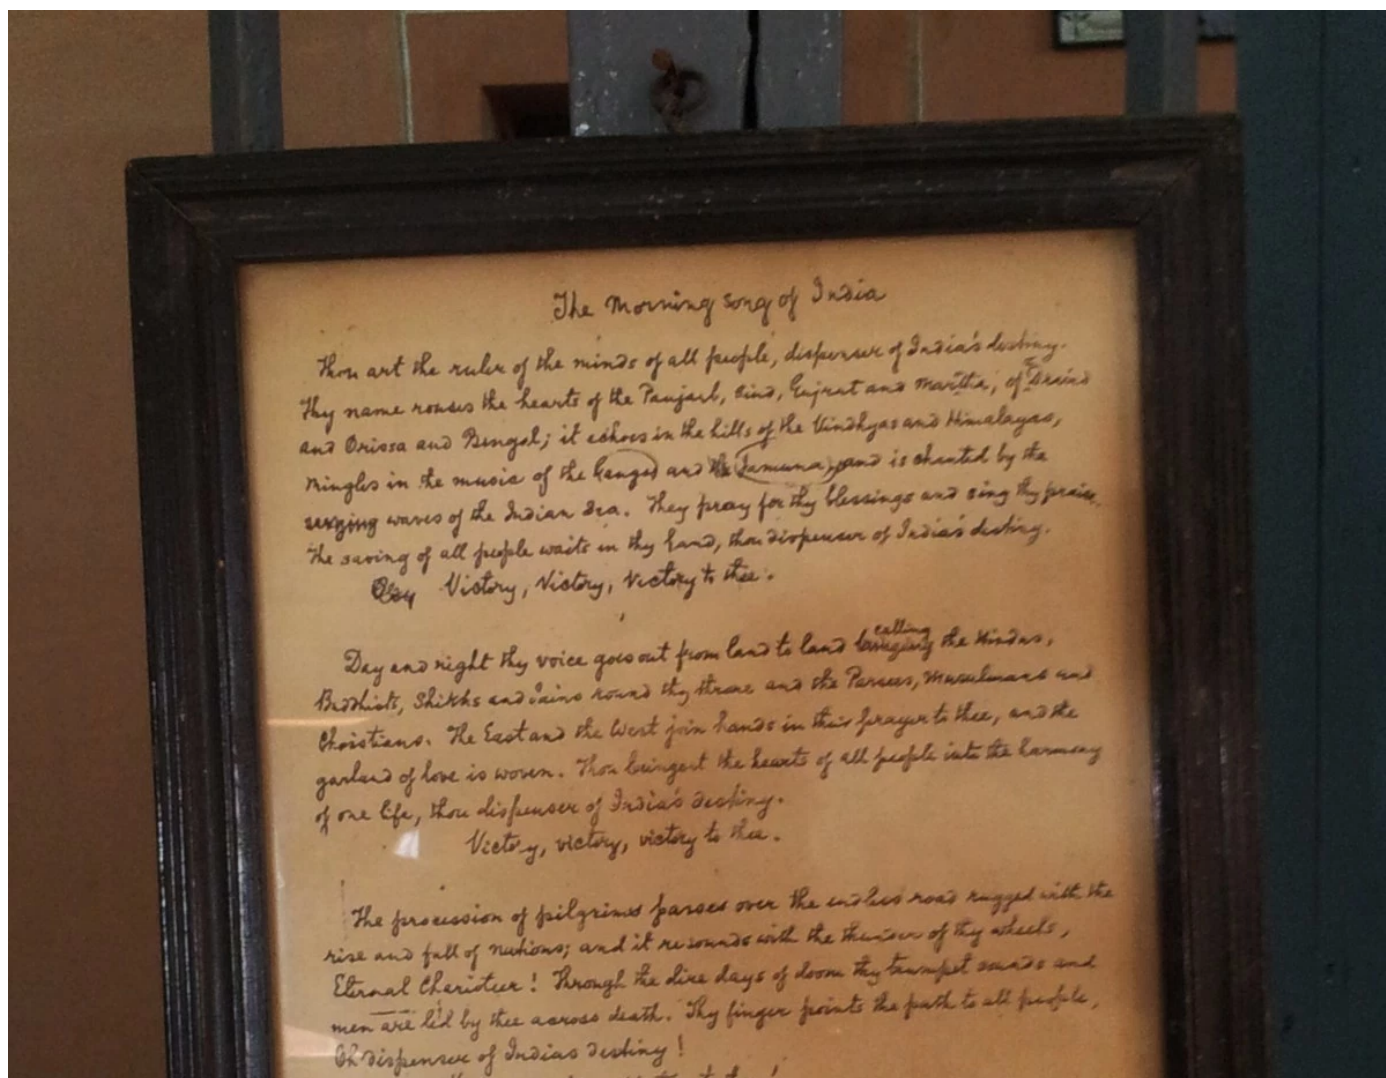 The Morning song of India
Thou art the ruler of the minds of all people, dispenser of India's destiny.
Thy name rouses the hearts of the Panjaub, Sind, Gujrat and Maratha, of Dravid
and Orissa and Bengal; it echoes in the hills of the Vindhyas and Himalayas,
mingles in the music of the Ganges and the Jamuna and is chanted by the
waves of the Indian Sea. They pray for thy blessings and sing thy praise.
The saving of all people waits in thy hand, thou dispenser of India's destiny.
Victory, Victory, Victory to thee.
Day and night thy voice goes out from land to land calling the Hindus,
Buddhists, Shikhs and Jains round thy throne and the Parsees, Musulmans and
Christians. The East and the West join hands in their prayer to thee, and the
garland of love is woven. Thou bringest the hearts of all people into the harmony
of one life, thou dispenser of India's destiny.
Victory, victory, victory to thee.
The procession of pilgrims passes over the endless road rugged with the
rise and fall of nations; and it resounds with the thunder of thy wheels,
Eternal Charioteer! Through the dire days of doom thy trumpet sounds and
men are led by thee across death. Thy finger points the path to all people,
Oh dispenser of Indias destiny!